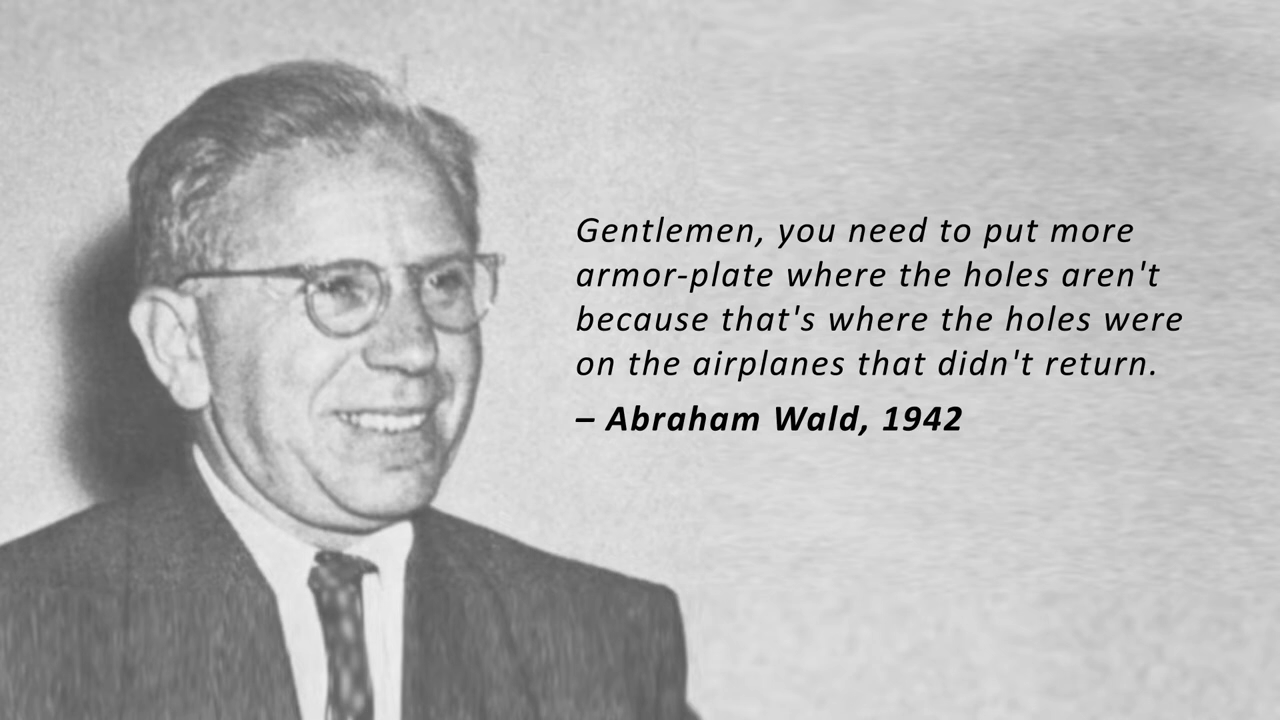 Gentlemen, you need to put more
armor-plate where the holes aren't
because that's where the holes were
on the airplanes that didn't return.
– Abraham Wald, 1942